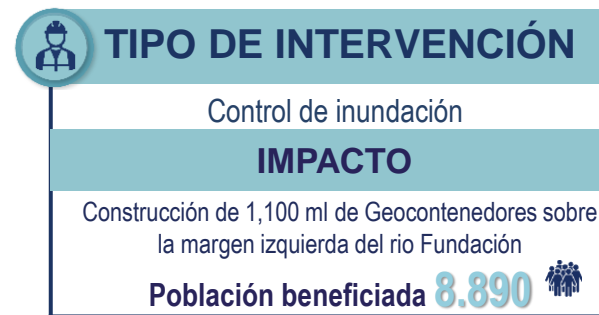 TIPO DE INTERVENCIÓN
Control de inundación
IMPACTO
Construcción de 1,100 ml de Geocontenedores sobre
la margen izquierda del rio Fundación
Población beneficiada 8.890